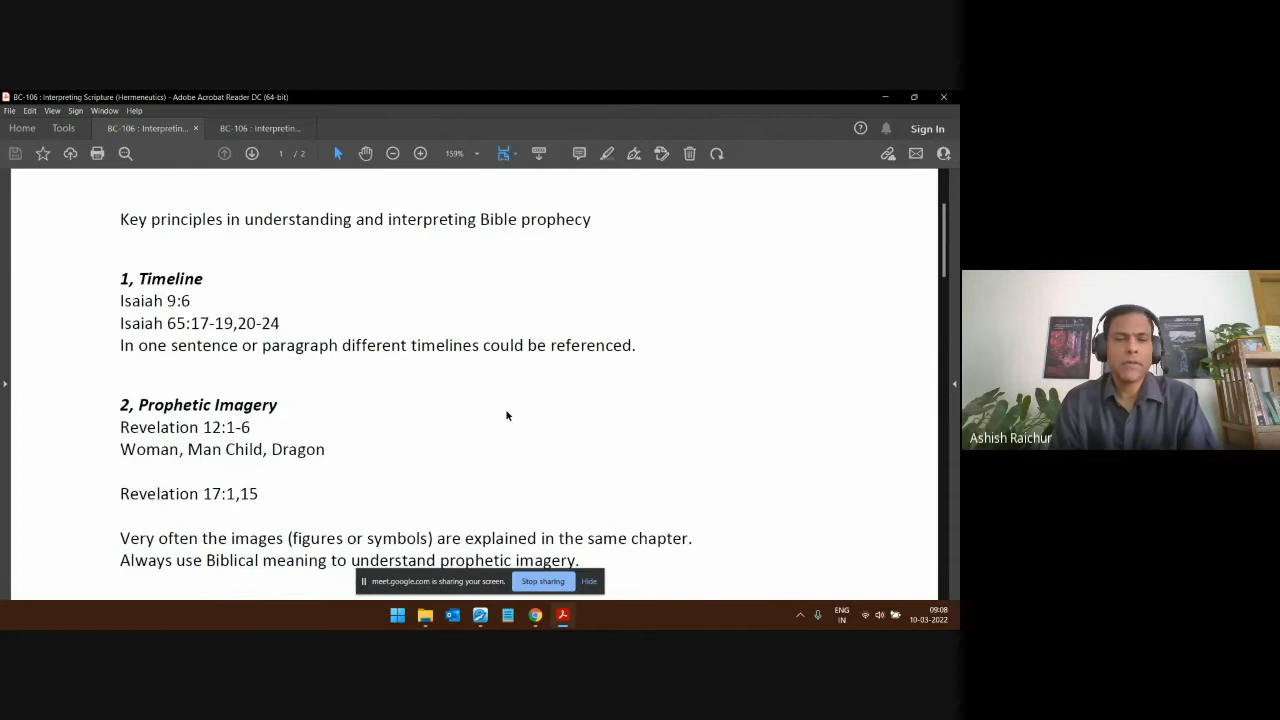 BC-106 : Interpreting Scripture (Hermeneutics) - Adobe Acrobat Reader DC (64-bit)
File Edit View Sign Window Help
Home Tools BC-106 : Interpretin... × BC-106 : Interpretin... Sign In
1 / 2 159%
Key principles in understanding and interpreting Bible prophecy
1, Timeline
Isaiah 9:6
Isaiah 65:17-19,20-24
In one sentence or paragraph different timelines could be referenced.
2, Prophetic Imagery
Revelation 12:1-6
Woman, Man Child, Dragon
Revelation 17:1,15
Very often the images (figures or symbols) are explained in the same chapter.
Always use Biblical meaning to understand prophetic imagery.
meet.google.com is sharing your screen. Stop sharing Hide
ENG
IN
09:08
10-03-2022
Ashish Raichur